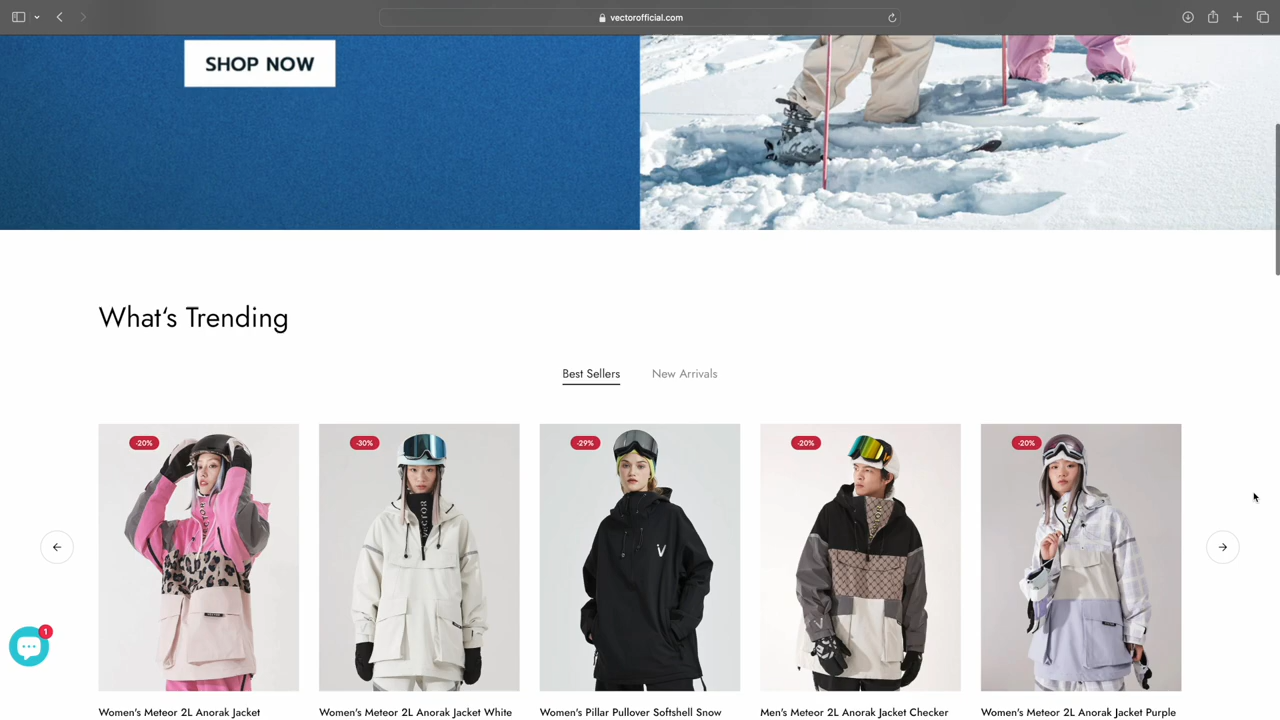 vectorofficial.com
SHOP NOW
What's Trending
Best Sellers
New Arrivals
-20%
-30%
-29%
-20%
-20%
VECTOR
V
1
Women's Meteor 2L Anorak Jacket
Women's Meteor 2L Anorak Jacket White
Women's Pillar Pullover Softshell Snow
Men's Meteor 2L Anorak Jacket Checker
Women's Meteor 2L Anorak Jacket Purple